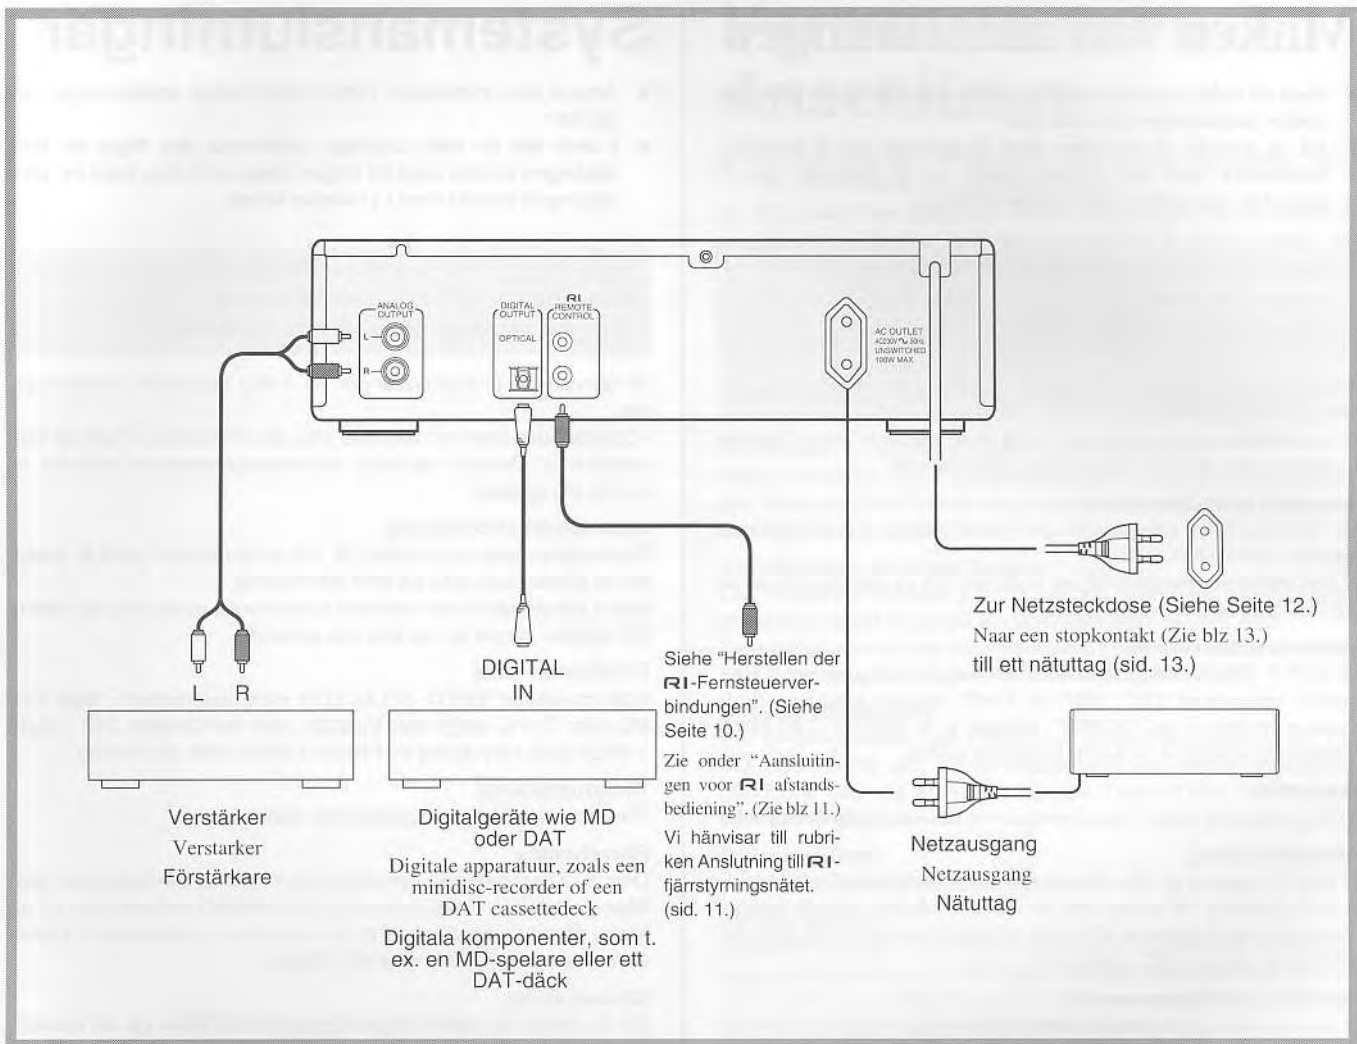 ANALOG
OUTPUT
L
R
DIGITAL
OUTPUT
OPTICAL
RI
REMOTE
CONTROL
AC OUTLET
AC230V~ 50Hz
UNSWITCHED
100W MAX.
Zur Netzsteckdose (Siehe Seite 12.)
Naar een stopkontakt (Zie blz 13.)
till ett nätuttag (sid. 13.)
L R
DIGITAL
IN
Siehe “Herstellen der
RI-Fernsteuerver-
bindungen”. (Siehe
Seite 10.)
Zie onder “Aansluitin-
gen voor RI afstands-
bediening”. (Zie blz 11.)
Vi hänvisar till rubri-
ken Anslutning till RI-
fjärrstyrningsnätet.
(sid. 11.)
Verstärker
Verstarker
Förstärkare
Digitalgeräte wie MD
oder DAT
Digitale apparatuur, zoals een
minidisc-recorder of een
DAT cassettedeck
Digitala komponenter, som t.
ex. en MD-spelare eller ett
DAT-däck
Netzausgang
Netzausgang
Nätuttag